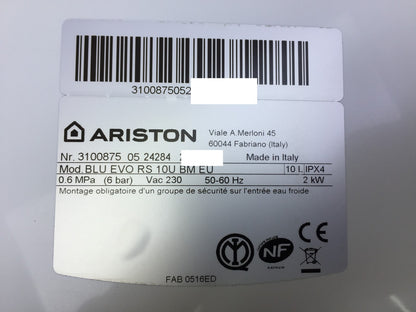 3100875052
ARISTON
Viale A.Merloni 45
60044 Fabriano (Italy)
Nr. 3100875 05 24284 2
Made in Italy
Mod. BLU EVO RS 10U BM EU 10 l. IPX4
0.6 MPa (6 bar) Vac 230 50-60 Hz 2 kW
Montage obligatoire d'un groupe de sécurité sur l'entrée eau froide
NF
CE
FAB 0516ED